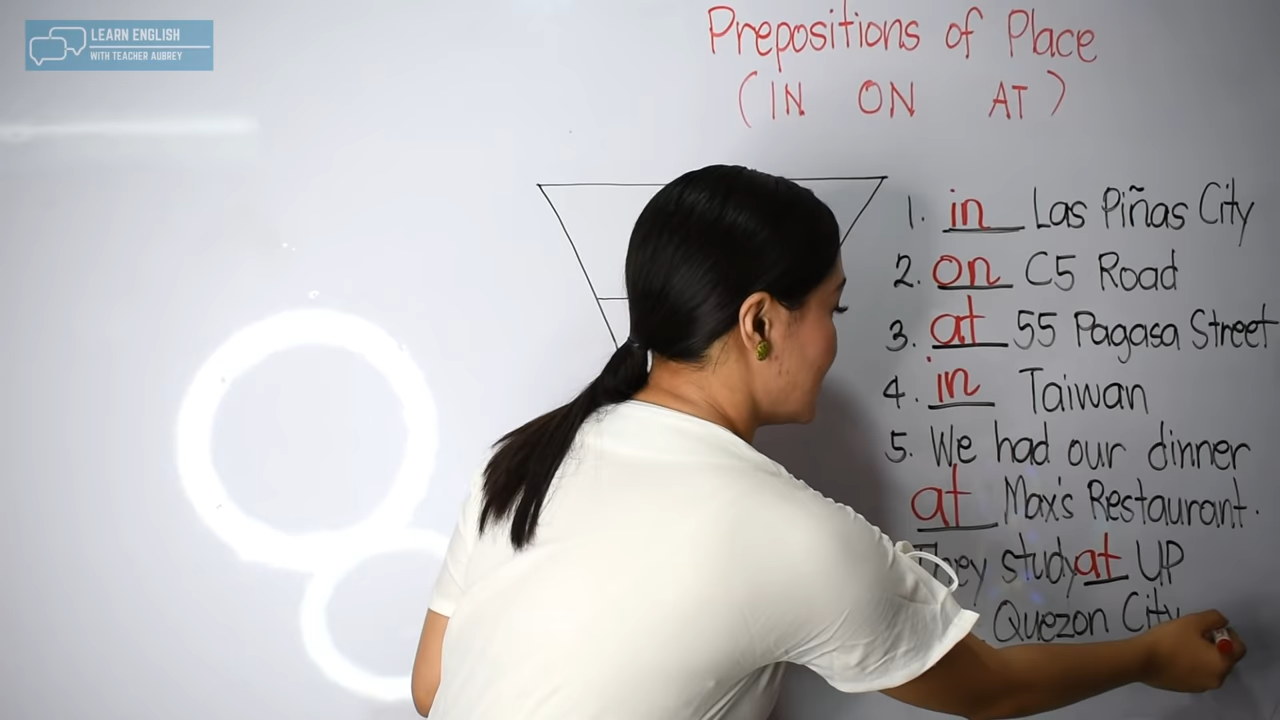 LEARN ENGLISH
WITH TEACHER AUBREY
Prepositions of Place
(IN ON AT)
1. in Las Piñas City
2. on C5 Road
3. at 55 Pagasa Street
4. in Taiwan
5. We had our dinner
at Max's Restaurant.
They study at UP
Quezon City